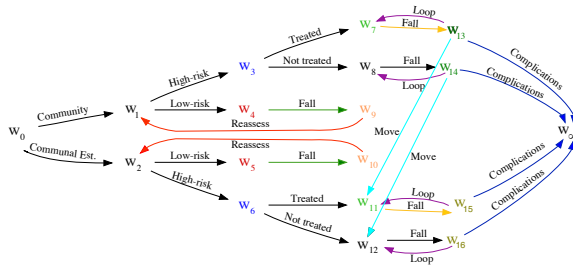 Loop
W7
Fall
W13
Treated
Complications
High-risk
W3
Not treated
W8
Fall
W14
Loop
Complications
Community
W1
Low-risk
W4
Fall
W9
Reassess
Move
W0
Reassess
Communal Est.
W2
Low-risk
W5
Fall
W10
Move
High-risk
W6
Treated
W11
Loop
Fall
W15
Complications
Not treated
W12
Fall
W16
Loop
Complications